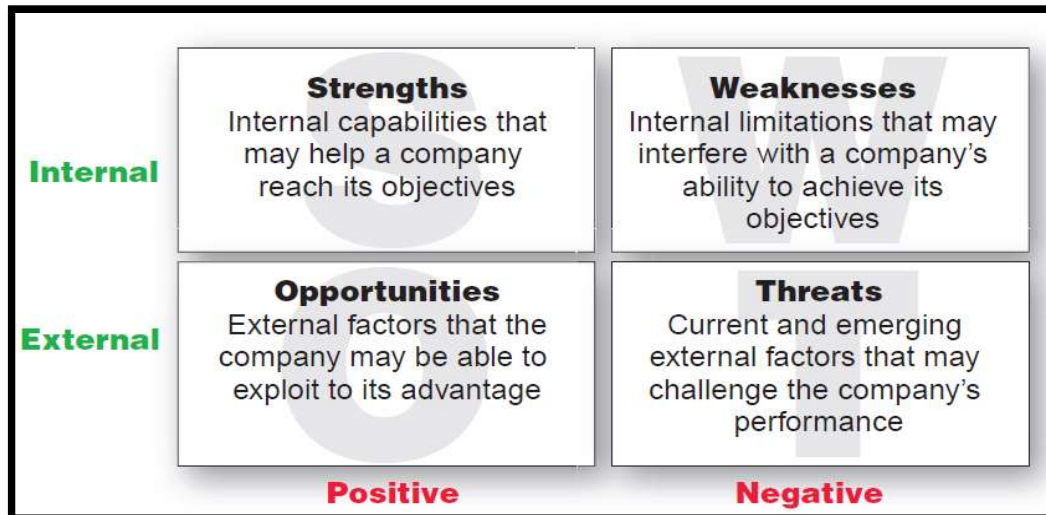 Strengths
Internal capabilities that
may help a company
reach its objectives
Weaknesses
Internal limitations that may
interfere with a company's
ability to achieve its
objectives
Internal
Opportunities
External factors that the
company may be able to
exploit to its advantage
Threats
Current and emerging
external factors that may
challenge the company's
performance
External
Positive
Negative
S
W
O
T